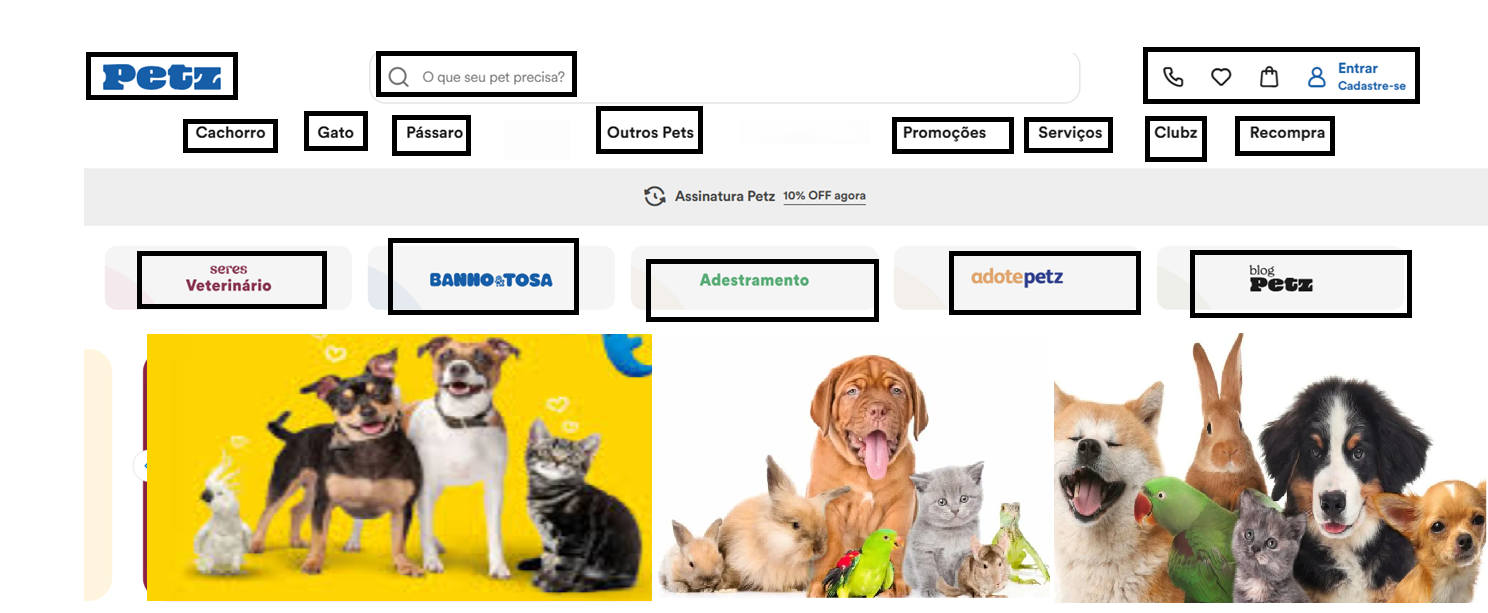 Petz
O que seu pet precisa?
Entrar
Cadastre-se
Cachorro
Gato
Pássaro
Outros Pets
Promoções
Serviços
Clubz
Recompra
Assinatura Petz 10% OFF agora
seres
Veterinário
BANHO&TOSA
Adestramento
adotepetz
blog
Petz